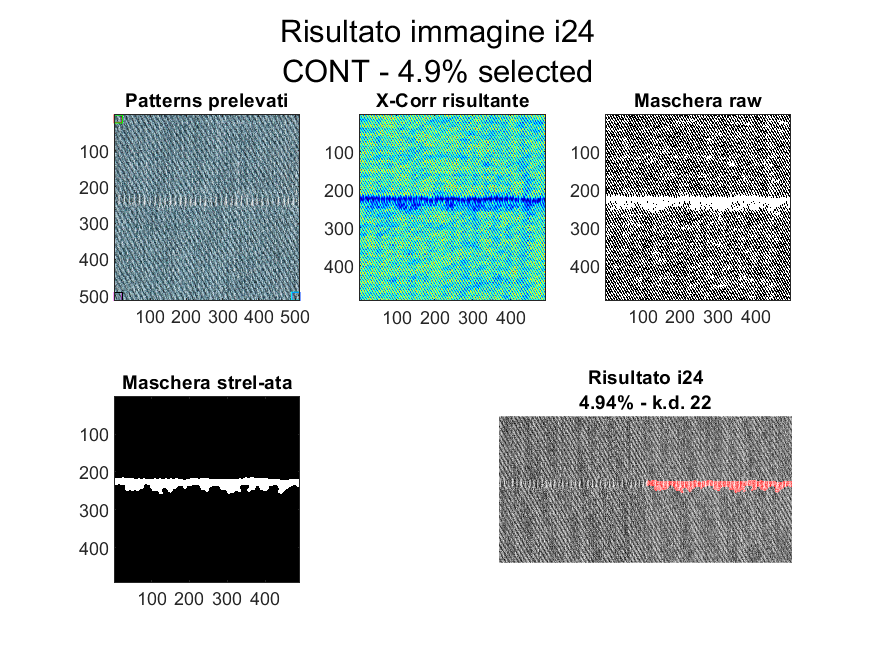 Risultato immagine i24
CONT - 4.9% selected
Patterns prelevati
100
200
300
400
500
100 200 300 400 500
X-Corr risultante
100
200
300
400
100 200 300 400
Maschera raw
100
200
300
400
100 200 300 400
Maschera strel-ata
100
200
300
400
100 200 300 400
Risultato i24
4.94% - k.d. 22